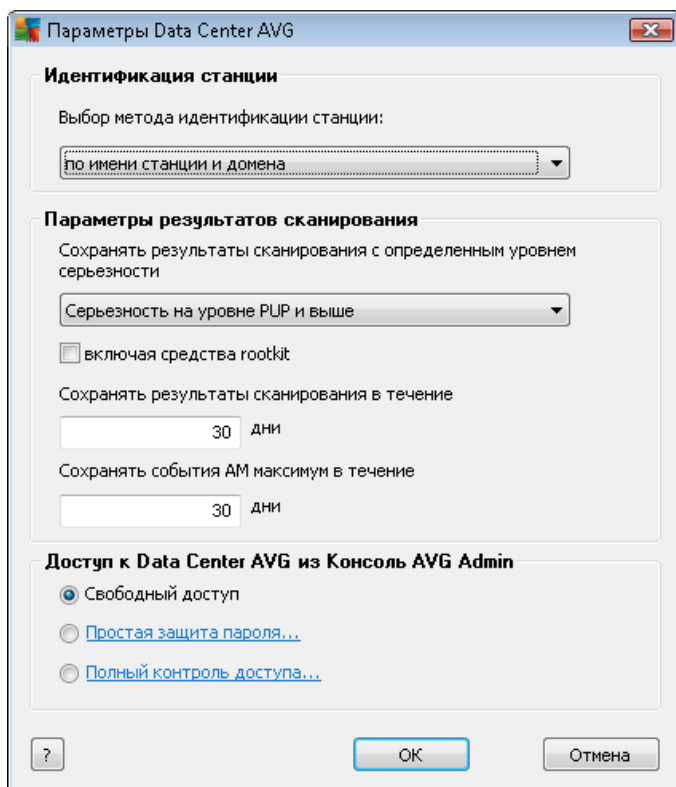 Параметры Data Center AVG
Идентификация станции
Выбор метода идентификации станции:
по имени станции и домена
Параметры результатов сканирования
Сохранять результаты сканирования с определенным уровнем
серьезности
Серьезность на уровне PUP и выше
включая средства rootkit
Сохранять результаты сканирования в течение
30 дни
Сохранять события AM максимум в течение
30 дни
Доступ к Data Center AVG из Консоль AVG Admin
Свободный доступ
Простая защита пароля...
Полный контроль доступа...
? OK Отмена